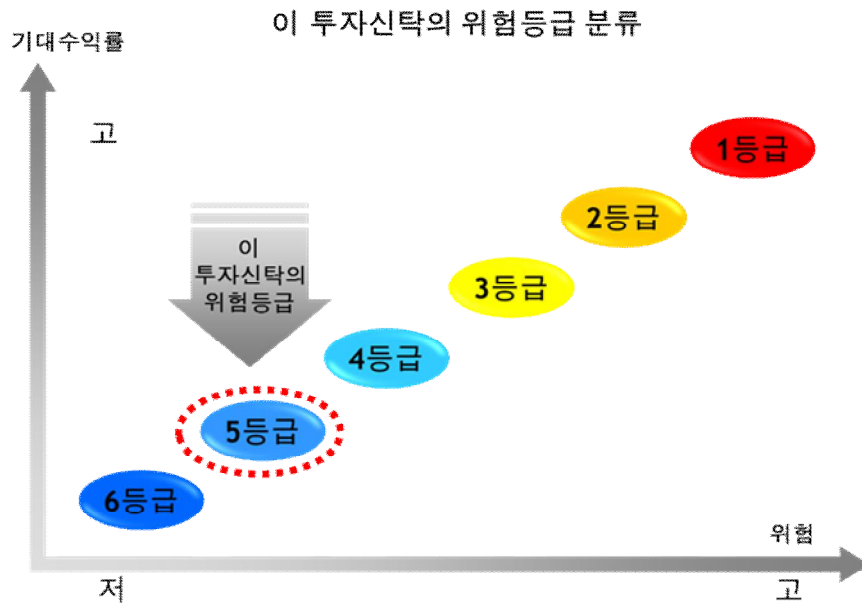 이 투자신탁의 위험등급 분류
기대수익률
고
1등급
2등급
이
투자신탁의
위험등급
3등급
4등급
5등급
6등급
위험
저
고